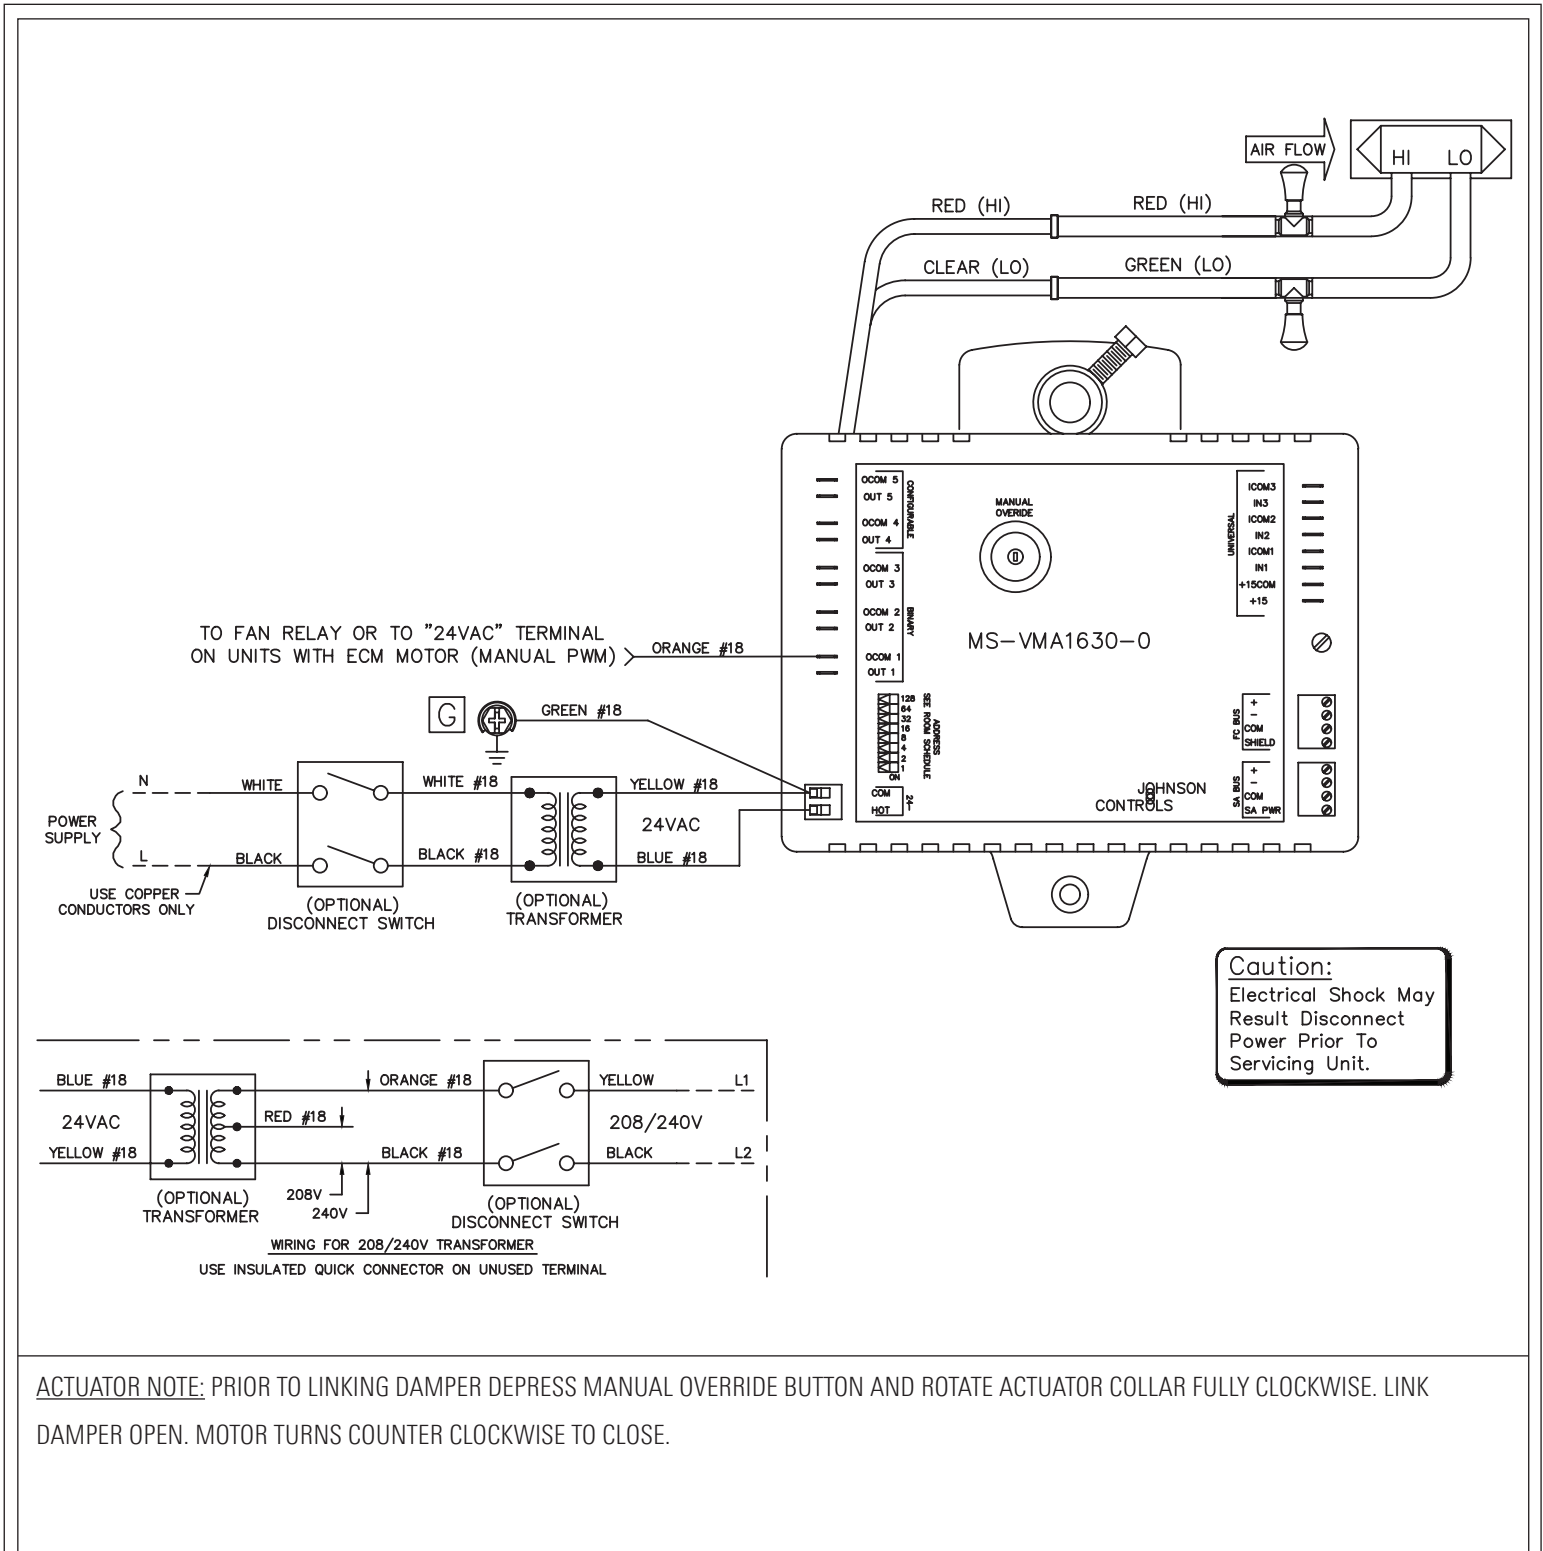 AIR FLOW
HI LO
RED (HI)
RED (HI)
CLEAR (LO)
GREEN (LO)
OCOM 5
OUT 5
OCOM 4
OUT 4
CONFIGURABLE
OCOM 3
OUT 3
OCOM 2
OUT 2
OCOM 1
OUT 1
BINARY
MANUAL
OVERIDE
MS-VMA1630-0
UNIVERSAL
ICOM3
IN3
ICOM2
IN2
ICOM1
IN1
+15COM
+15
TO FAN RELAY OR TO "24VAC" TERMINAL
ON UNITS WITH ECM MOTOR (MANUAL PWM)
ORANGE #18
G
GREEN #18
128
64
32
16
8
4
2
1
ON
SEE ROOM SCHEDULE
ADDRESS
COM
HOT
24~
FC BUS
+
-
COM
SHIELD
SA BUS
+
-
COM
SA PWR
JOHNSON
CONTROLS
POWER
SUPPLY
N
WHITE
WHITE #18
YELLOW #18
24VAC
L
BLACK
BLACK #18
BLUE #18
USE COPPER
CONDUCTORS ONLY
(OPTIONAL)
DISCONNECT SWITCH
(OPTIONAL)
TRANSFORMER
Caution:
Electrical Shock May
Result Disconnect
Power Prior To
Servicing Unit.
BLUE #18
24VAC
YELLOW #18
(OPTIONAL)
TRANSFORMER
ORANGE #18
RED #18
BLACK #18
208V
240V
YELLOW
L1
208/240V
BLACK
L2
(OPTIONAL)
DISCONNECT SWITCH
WIRING FOR 208/240V TRANSFORMER
USE INSULATED QUICK CONNECTOR ON UNUSED TERMINAL
ACTUATOR NOTE: PRIOR TO LINKING DAMPER DEPRESS MANUAL OVERRIDE BUTTON AND ROTATE ACTUATOR COLLAR FULLY CLOCKWISE. LINK
DAMPER OPEN. MOTOR TURNS COUNTER CLOCKWISE TO CLOSE.